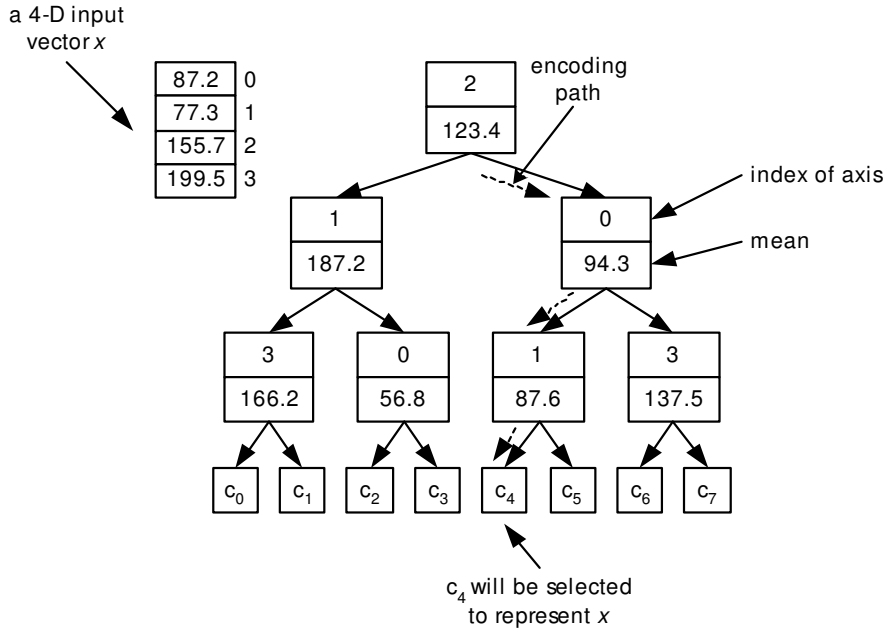 a 4-D input
vector x
87.2 0
77.3 1
155.7 2
199.5 3
2
123.4
encoding
path
index of axis
mean
1
187.2
0
94.3
3
166.2
0
56.8
1
87.6
3
137.5
c0 c1 c2 c3 c4 c5 c6 c7
c4 will be selected
to represent x